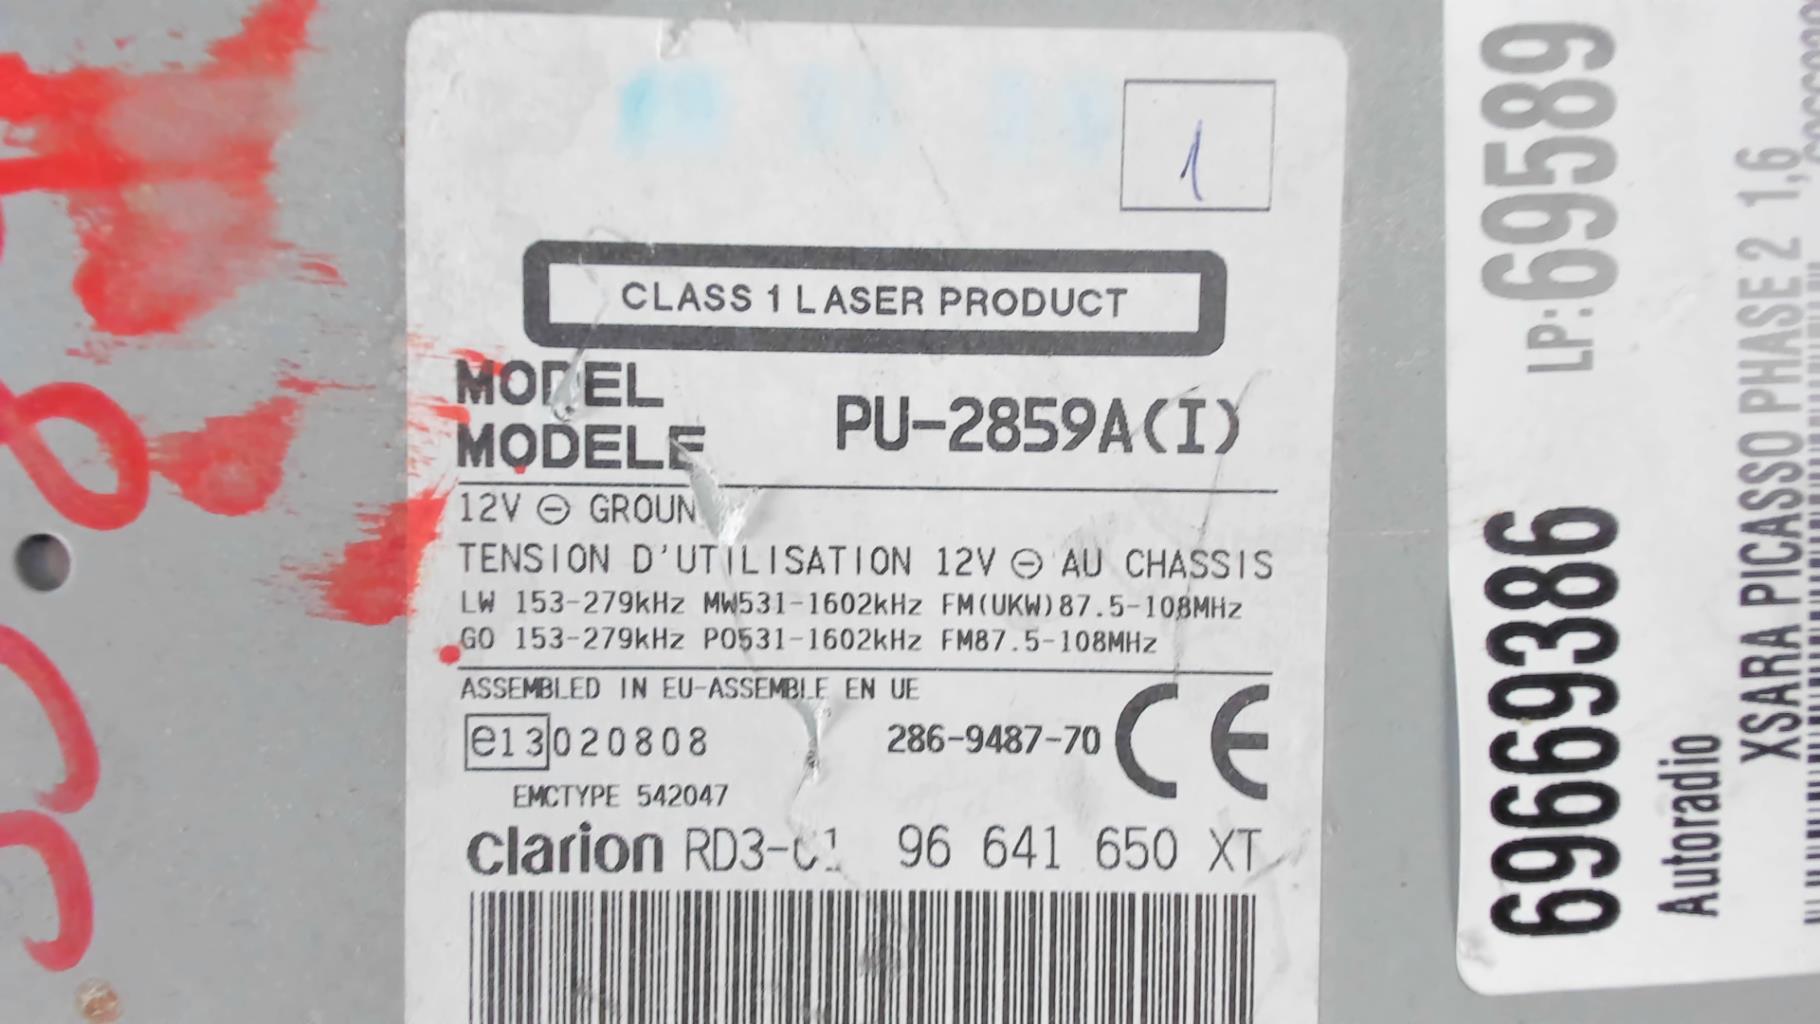 1
CLASS 1 LASER PRODUCT
MODEL
MODELE
PU-2859A(I)
12V ⊖ GROUN
TENSION D'UTILISATION 12V ⊖ AU CHASSIS
LW 153-279kHz MW531-1602kHz FM(UKW)87.5-108MHz
GO 153-279kHz PO531-1602kHz FM87.5-108MHz
ASSEMBLED IN EU-ASSEMBLE EN UE
e13 020808
286-9487-70 CE
EMCTYPE 542047
clarion RD3-01 96 641 650 XT
69669386 LP:69589
Autoradio
XSARA PICASSO PHASE 2 1,6